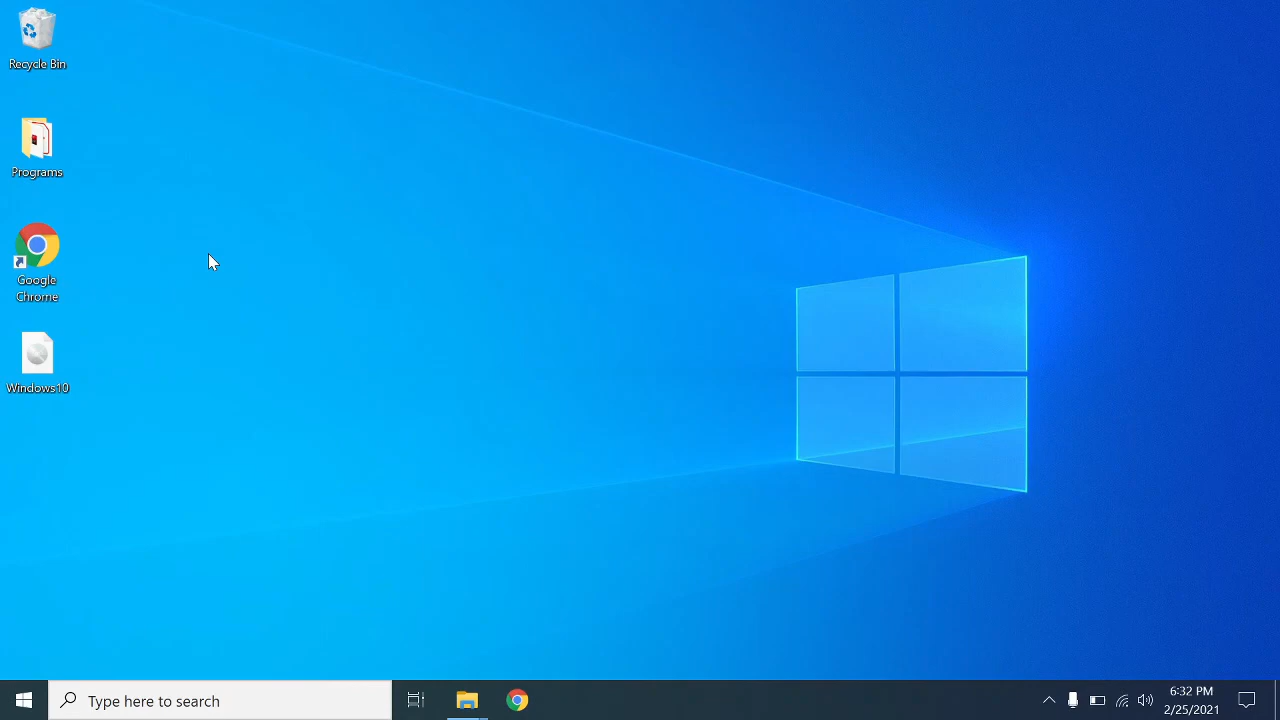 Recycle Bin
Programs
Google
Chrome
Windows10
Type here to search
6:32 PM
2/25/2021